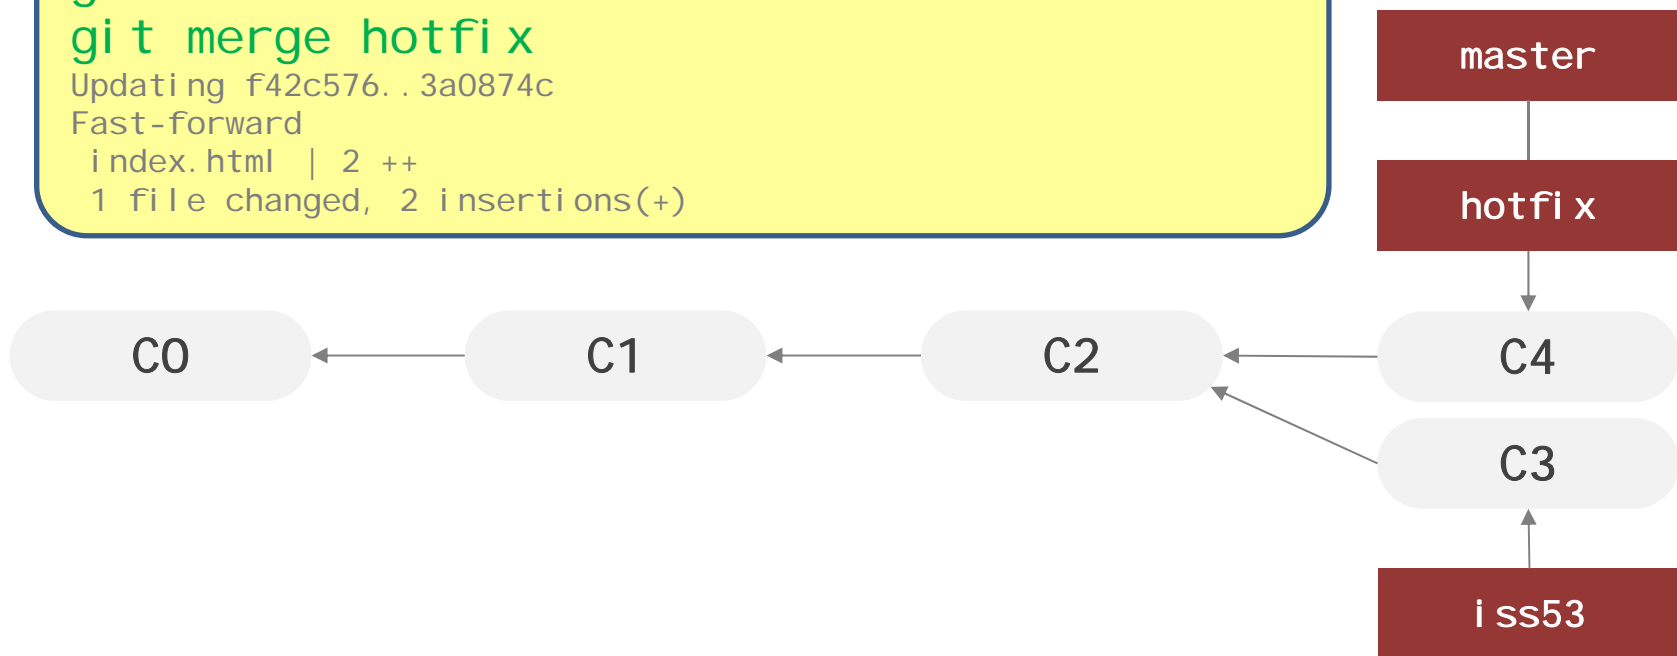 git merge hotfix
Updating f42c576..3a0874c
Fast-forward
index.html | 2 ++
1 file changed, 2 insertions(+)
master
hotfix
C0
C1
C2
C4
C3
iss53